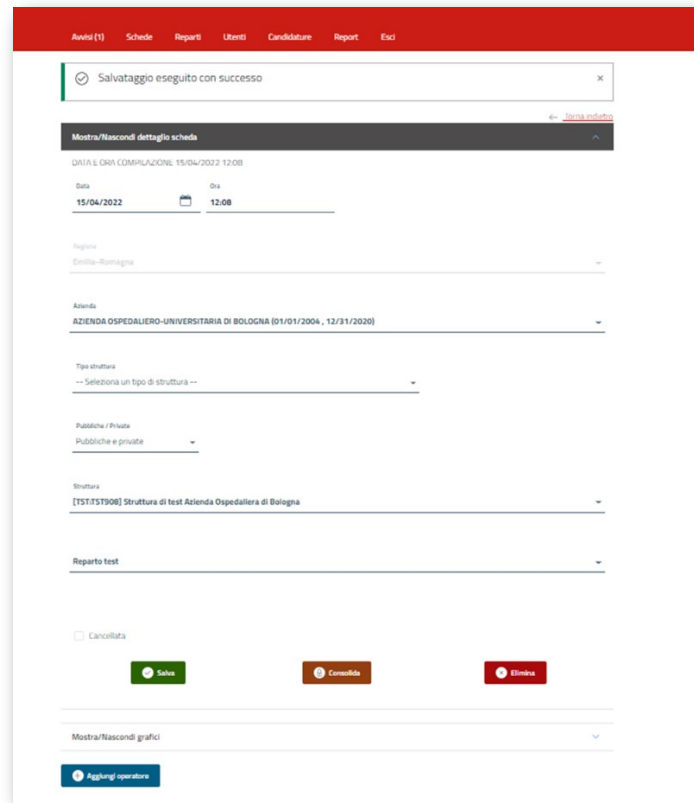 Avvisi (1) Schede Reparti Utenti Candidature Report Esci
Salvataggio eseguito con successo ×
← Torna indietro
Mostra/Nascondi dettaglio scheda
DATA E ORA COMPILAZIONE 15/04/2022 12:08
Data Ora
15/04/2022 12:08
Regione
Emilia-Romagna
Azienda
AZIENDA OSPEDALIERO-UNIVERSITARIA DI BOLOGNA (01/01/2004 , 12/31/2020)
Tipo struttura
-- Seleziona un tipo di struttura --
Pubbliche / Private
Pubbliche e private
Struttura
[TST:TST908] Struttura di test Azienda Ospedaliera di Bologna
Reparto test
Cancellata
Salva Consolida Elimina
Mostra/Nascondi grafici
Aggiungi operatore